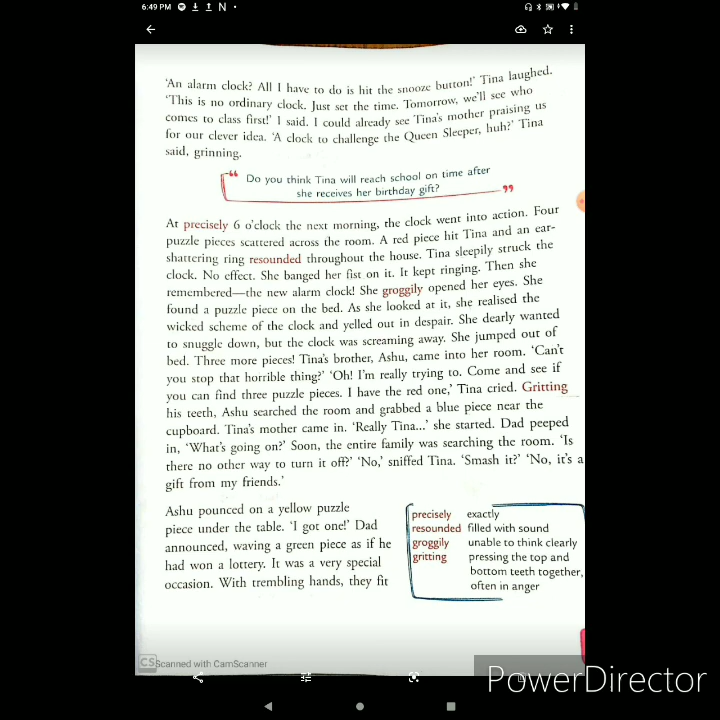 6:49 PM
'An alarm clock? All I have to do is hit the snooze button!' Tina laughed.
'This is no ordinary clock. Just set the time. Tomorrow, we'll see who
comes to class first!' I said. I could already see Tina's mother praising us
for our clever idea. 'A clock to challenge the Queen Sleeper, huh?' Tina
said, grinning.
“ Do you think Tina will reach school on time after
she receives her birthday gift? ”
At precisely 6 o'clock the next morning, the clock went into action. Four
puzzle pieces scattered across the room. A red piece hit Tina and an ear-
shattering ring resounded throughout the house. Tina sleepily struck the
clock. No effect. She banged her fist on it. It kept ringing. Then she
remembered—the new alarm clock! She groggily opened her eyes. She
found a puzzle piece on the bed. As she looked at it, she realised the
wicked scheme of the clock and yelled out in despair. She dearly wanted
to snuggle down, but the clock was screaming away. She jumped out of
bed. Three more pieces! Tina's brother, Ashu, came into her room. 'Can't
you stop that horrible thing?' 'Oh! I'm really trying to. Come and see if
you can find three puzzle pieces. I have the red one,' Tina cried. Gritting
his teeth, Ashu searched the room and grabbed a blue piece near the
cupboard. Tina's mother came in. 'Really Tina...' she started. Dad peeped
in, 'What's going on?' Soon, the entire family was searching the room. 'Is
there no other way to turn it off?' 'No,' sniffed Tina. 'Smash it?' 'No, it's a
gift from my friends.'
Ashu pounced on a yellow puzzle
piece under the table. 'I got one!' Dad
announced, waving a green piece as if he
had won a lottery. It was a very special
occasion. With trembling hands, they fit
precisely exactly
resounded filled with sound
groggily unable to think clearly
gritting pressing the top and
bottom teeth together,
often in anger
CS Scanned with CamScanner
PowerDirector